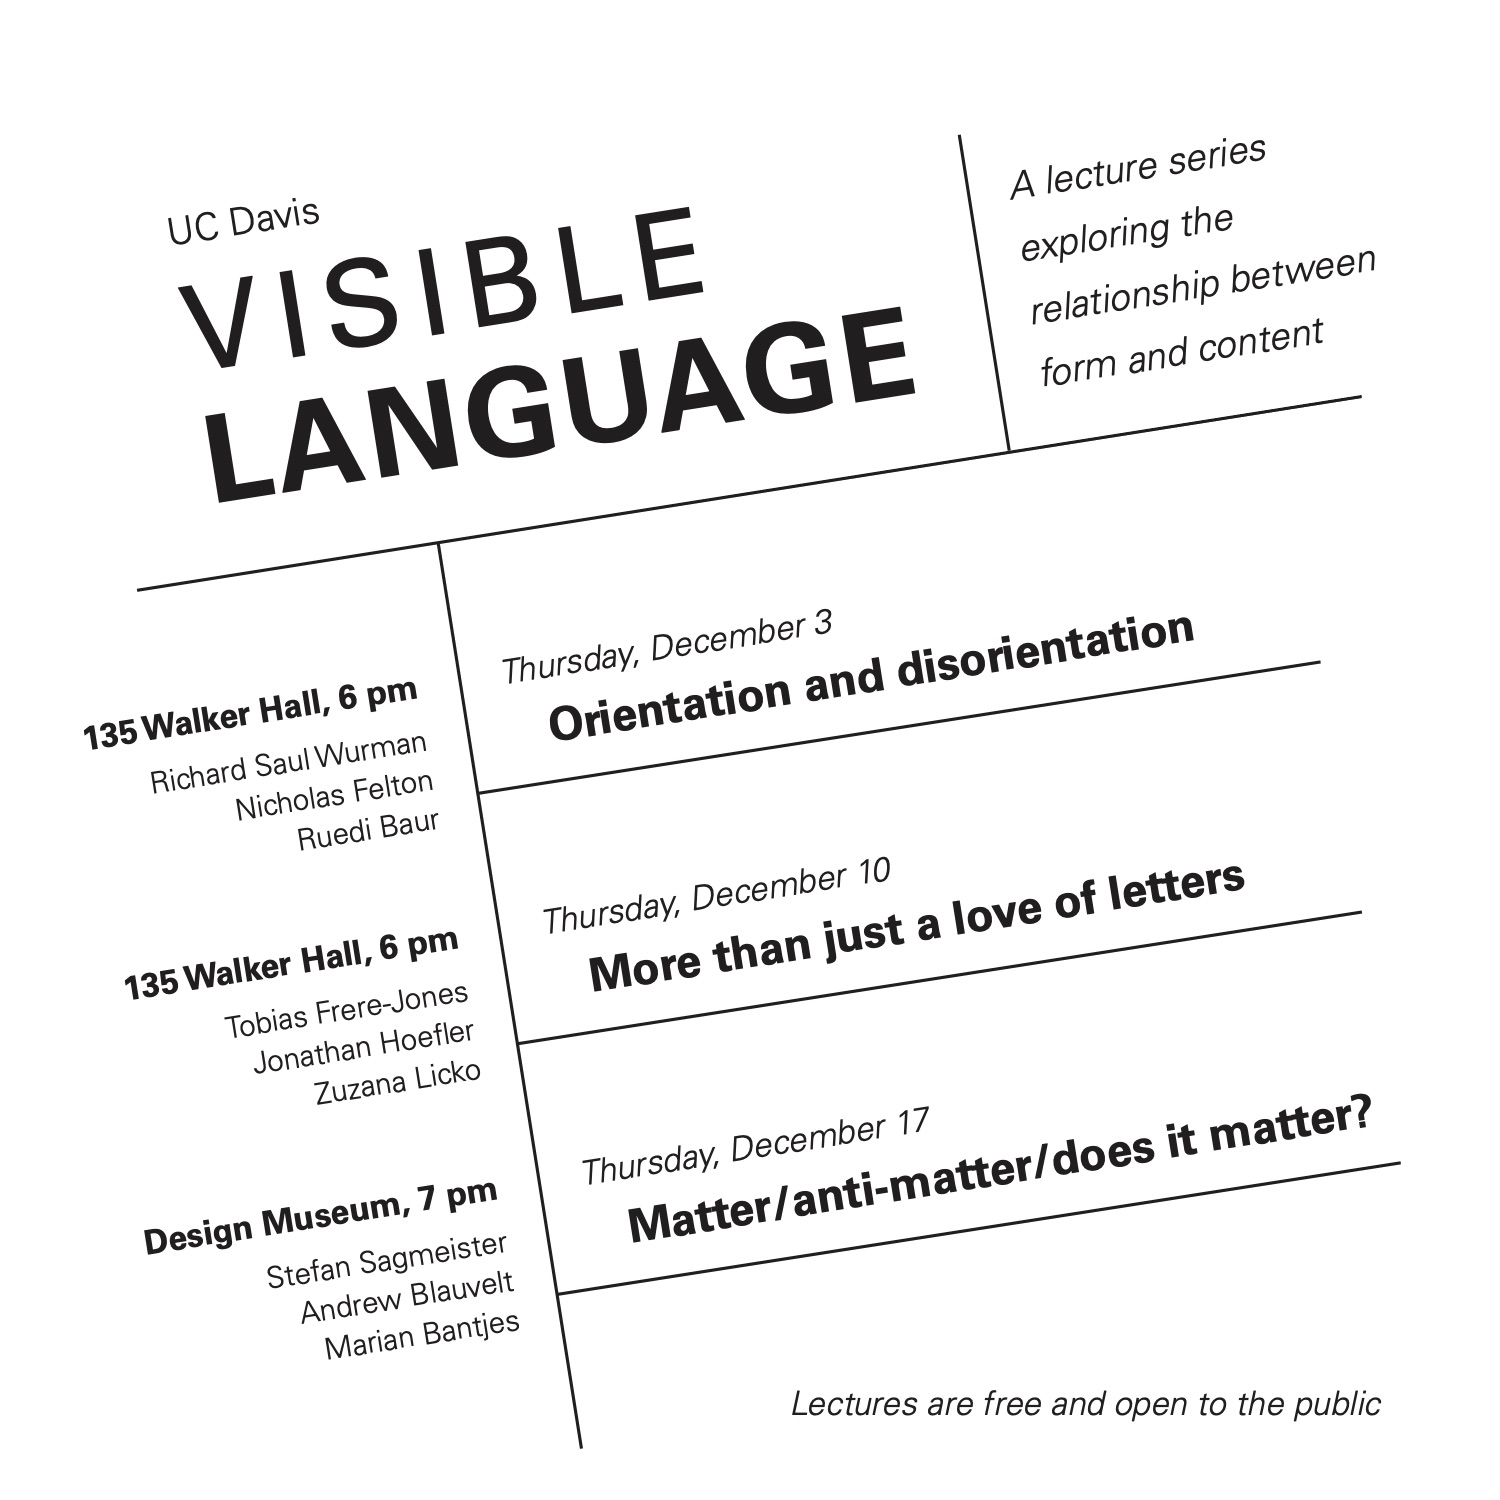 UC Davis
VISIBLE
LANGUAGE
A lecture series
exploring the
relationship between
form and content
Thursday, December 3
Orientation and disorientation
135 Walker Hall, 6 pm
Richard Saul Wurman
Nicholas Felton
Ruedi Baur
Thursday, December 10
More than just a love of letters
135 Walker Hall, 6 pm
Tobias Frere-Jones
Jonathan Hoefler
Zuzana Licko
Thursday, December 17
Matter/anti-matter/does it matter?
Design Museum, 7 pm
Stefan Sagmeister
Andrew Blauvelt
Marian Bantjes
Lectures are free and open to the public